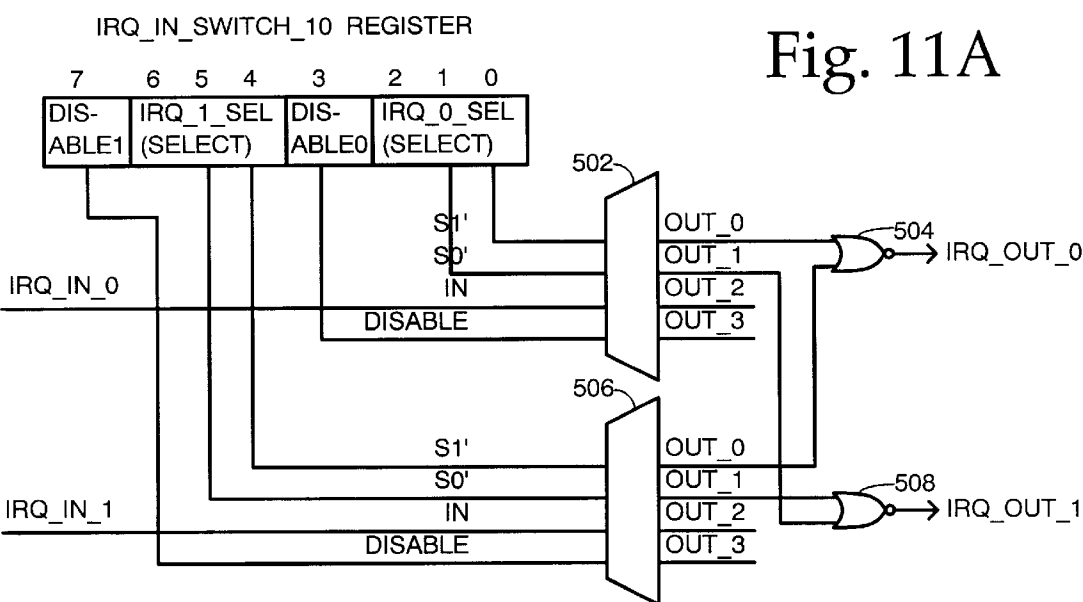 IRQ_IN_SWITCH_10 REGISTER
Fig. 11A
7 6 5 4 3 2 1 0
DIS-ABLE1
IRQ_1_SEL
(SELECT)
DIS-ABLE0
IRQ_0_SEL
(SELECT)
502
S1'
OUT_0
504
S0'
OUT_1
IRQ_OUT_0
IRQ_IN_0
IN
OUT_2
DISABLE
OUT_3
506
S1'
OUT_0
S0'
OUT_1
508
IRQ_IN_1
IN
OUT_2
IRQ_OUT_1
DISABLE
OUT_3